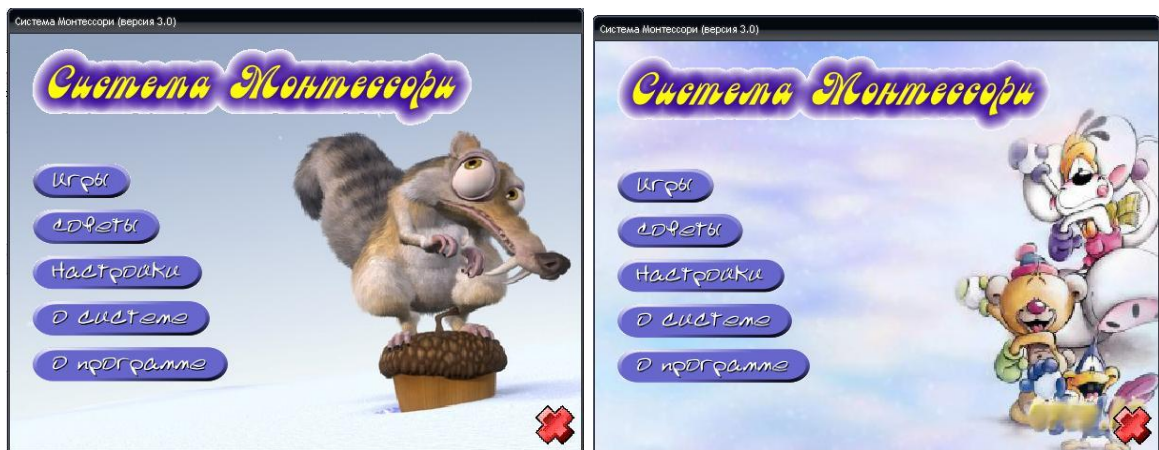 Система Монтессори (версия 3.0)
Система Монтессори
Игры
Советы
Настройки
О системе
О программе
Система Монтессори (версия 3.0)
Система Монтессори
Игры
Советы
Настройки
О системе
О программе